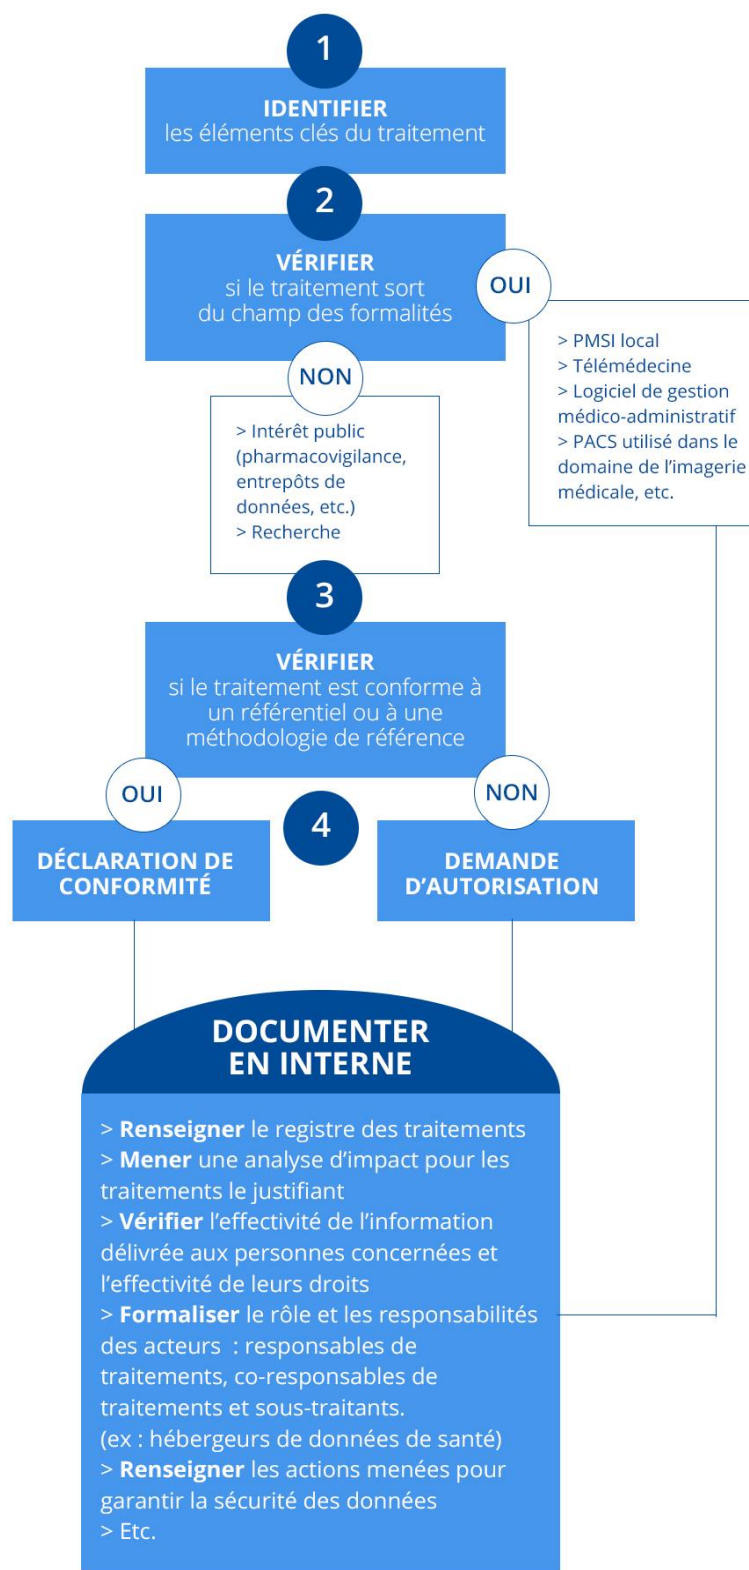 1
IDENTIFIER
les éléments clés du traitement
2
VÉRIFIER
si le traitement sort
du champ des formalités
OUI
> PMSI local
> Télémédecine
> Logiciel de gestion
médico-administratif
> PACS utilisé dans le
domaine de l’imagerie
médicale, etc.
NON
> Intérêt public
(pharmacovigilance,
entrepôts de
données, etc.)
> Recherche
3
VÉRIFIER
si le traitement est conforme à
un référentiel ou à une
méthodologie de référence
OUI
NON
4
DÉCLARATION DE
CONFORMITÉ
DEMANDE
D’AUTORISATION
DOCUMENTER
EN INTERNE
> Renseigner le registre des traitements
> Mener une analyse d’impact pour les
traitements le justifiant
> Vérifier l’effectivité de l’information
délivrée aux personnes concernées et
l’effectivité de leurs droits
> Formaliser le rôle et les responsabilités
des acteurs  : responsables de
traitements, co-responsables de
traitements et sous-traitants.
(ex : hébergeurs de données de santé)
> Renseigner les actions menées pour
garantir la sécurité des données
> Etc.